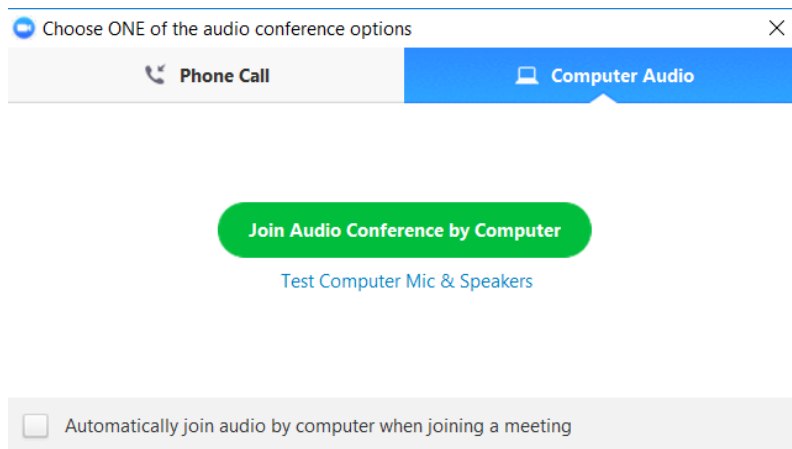 Choose ONE of the audio conference options
Phone Call
Computer Audio
Join Audio Conference by Computer
Test Computer Mic & Speakers
Automatically join audio by computer when joining a meeting